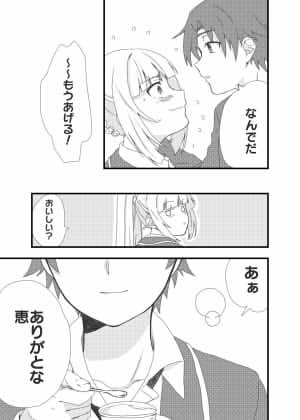 なんでだ
～～もうあげる！
おいしい？
あぁ
ありがとな
恵